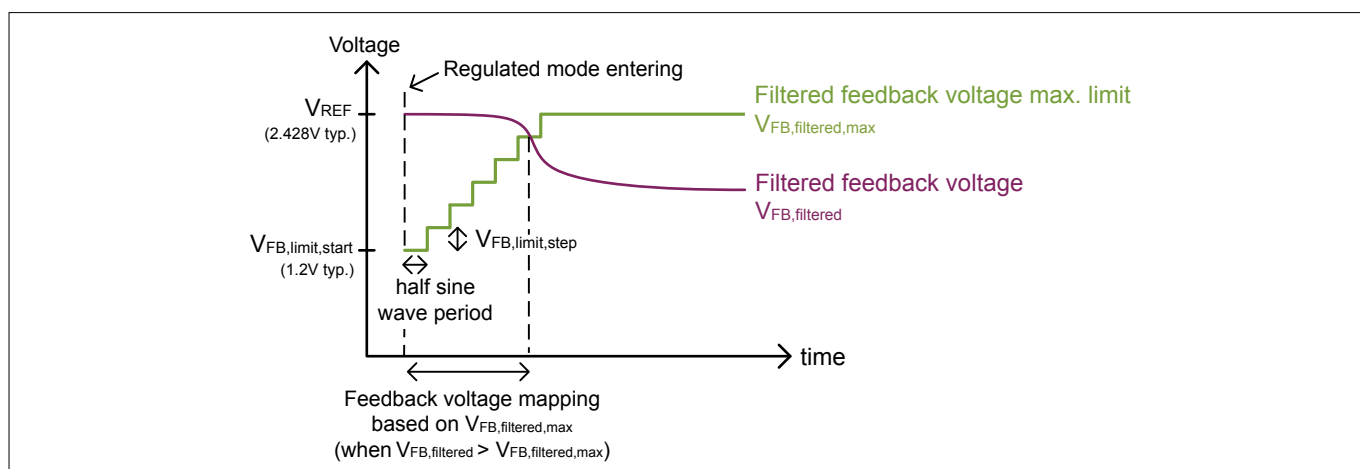 Voltage
Regulated mode entering
VREF
(2.428V typ.)
Filtered feedback voltage max. limit
VFB,filtered,max
Filtered feedback voltage
VFB,filtered
VFB,limit,start
(1.2V typ.)
VFB,limit,step
half sine
wave period
time
Feedback voltage mapping
based on VFB,filtered,max
(when VFB,filtered > VFB,filtered,max)